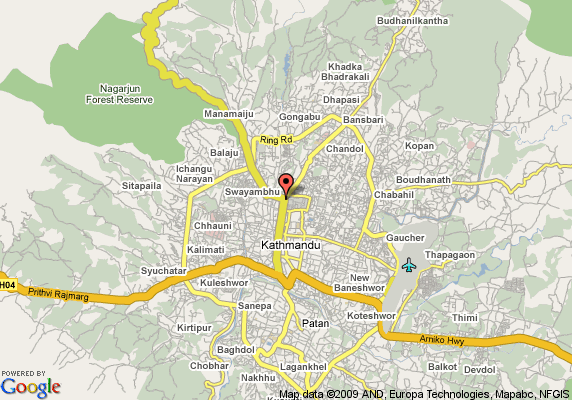 Budhanilkantha
Khadka
Bhadrakali
Nagarjun
Forest Reserve
Dhapasi
Manamaiju
Gongabu
Bansbari
Ring Rd
Chandol
Kopan
Balaju
Ichangu
Narayan
Boudhanath
Sitapaila
Swayambhu
Chabahil
Chhauni
Gaucher
Kathmandu
Kalimati
Thapagaon
Syuchatar
New
Baneshwor
H04
Kuleshwor
Prithvi Rajmarg
Sanepa
Koteshwor
Thimi
Patan
Kirtipur
Arniko Hwy
Baghdol
Chobhar
Lagankhel
Balkot
Devdol
Nakhhu
POWERED BY
Google
Map data ©2009 AND, Europa Technologies, Mapabc, NFGIS